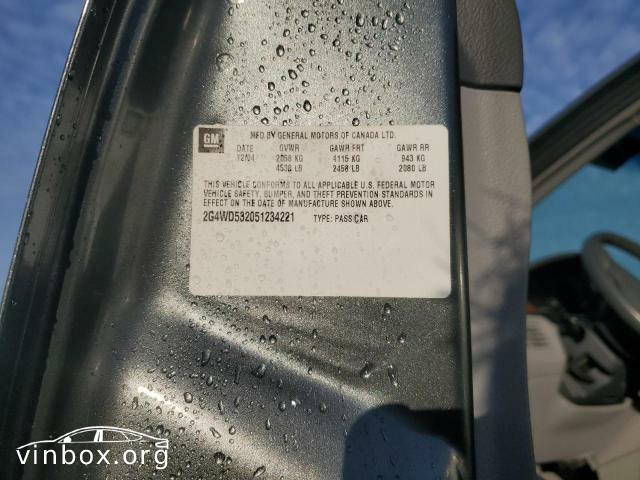 GM
MFD BY GENERAL MOTORS OF CANADA LTD.
DATE GVWR GAWR FRT GAWR RR
12/04 2058 KG 4115 KG 943 KG
4538 LB 2458 LB 2080 LB
THIS VEHICLE CONFORMS TO ALL APPLICABLE U.S. FEDERAL MOTOR
VEHICLE SAFETY, BUMPER, AND THEFT PREVENTION STANDARDS IN
EFFECT ON THE DATE OF MANUFACTURE SHOWN ABOVE.
2G4WD532051234221 TYPE: PASS CAR
vinbox.org